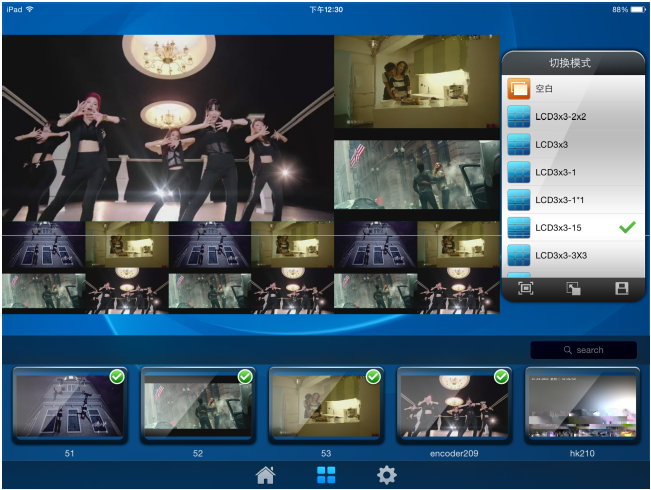 iPad
下午12:30
88%
切换模式
空白
LCD3x3-2x2
LCD3x3
LCD3x3-1
LCD3x3-1*1
LCD3x3-15
LCD3x3-3X3
search
51
52
53
encoder209
hk210